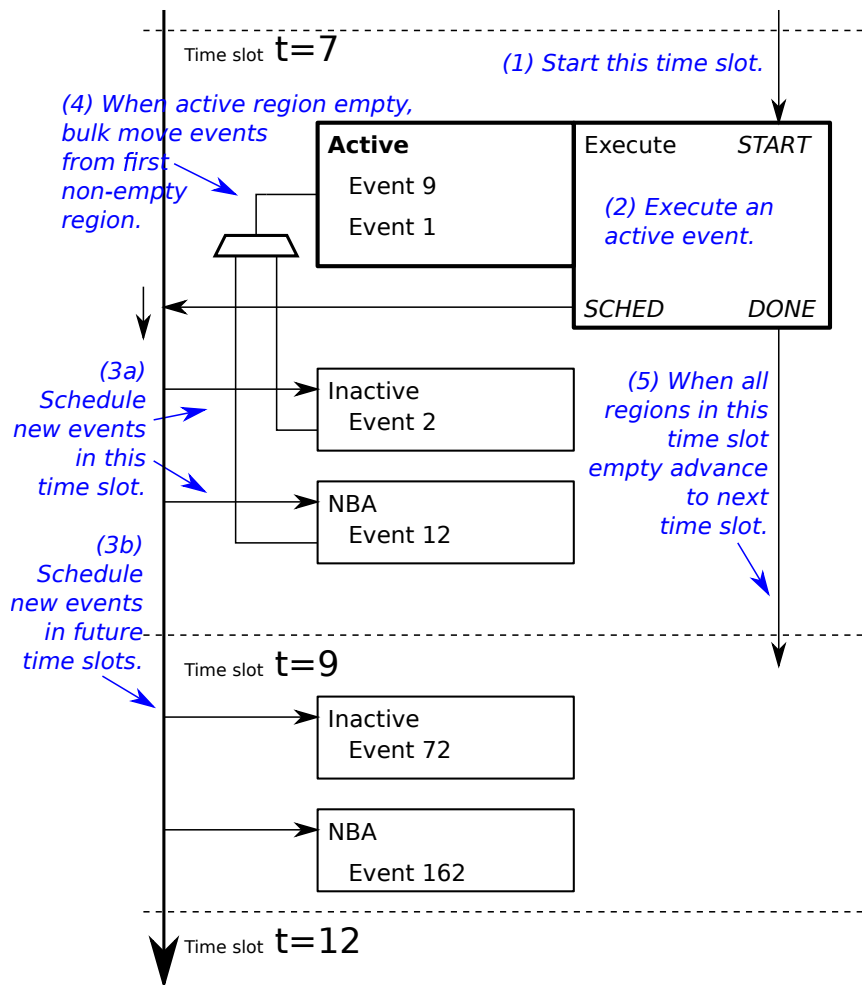 Time slot t=7
(1) Start this time slot.
(4) When active region empty,
bulk move events
from first
non-empty
region.
Active
Event 9
Event 1
Execute START
(2) Execute an
active event.
SCHED DONE
(3a)
Schedule
new events
in this
time slot.
Inactive
Event 2
(5) When all
regions in this
time slot
empty advance
to next
time slot.
NBA
Event 12
(3b)
Schedule
new events
in future
time slots.
Time slot t=9
Inactive
Event 72
NBA
Event 162
Time slot t=12